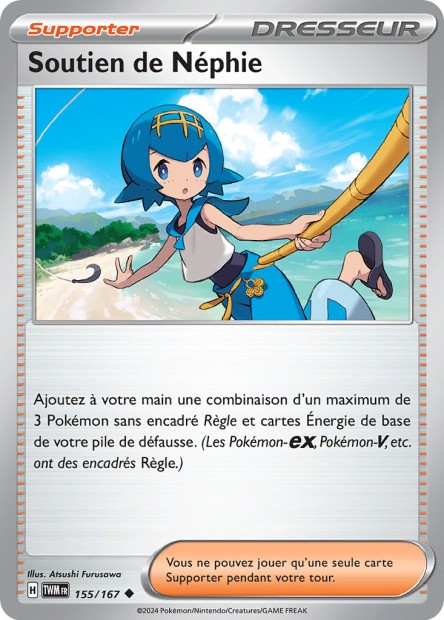 Supporter DRESSEUR
Soutien de Néphie
Ajoutez à votre main une combinaison d'un maximum de
3 Pokémon sans encadré Règle et cartes Énergie de base
de votre pile de défausse. (Les Pokémon-ex, Pokémon-V, etc.
ont des encadrés Règle.)
Vous ne pouvez jouer qu'une seule carte
Supporter pendant votre tour.
Illus. Atsushi Furusawa
H TWM FR 155/167
©2024 Pokémon/Nintendo/Creatures/GAME FREAK